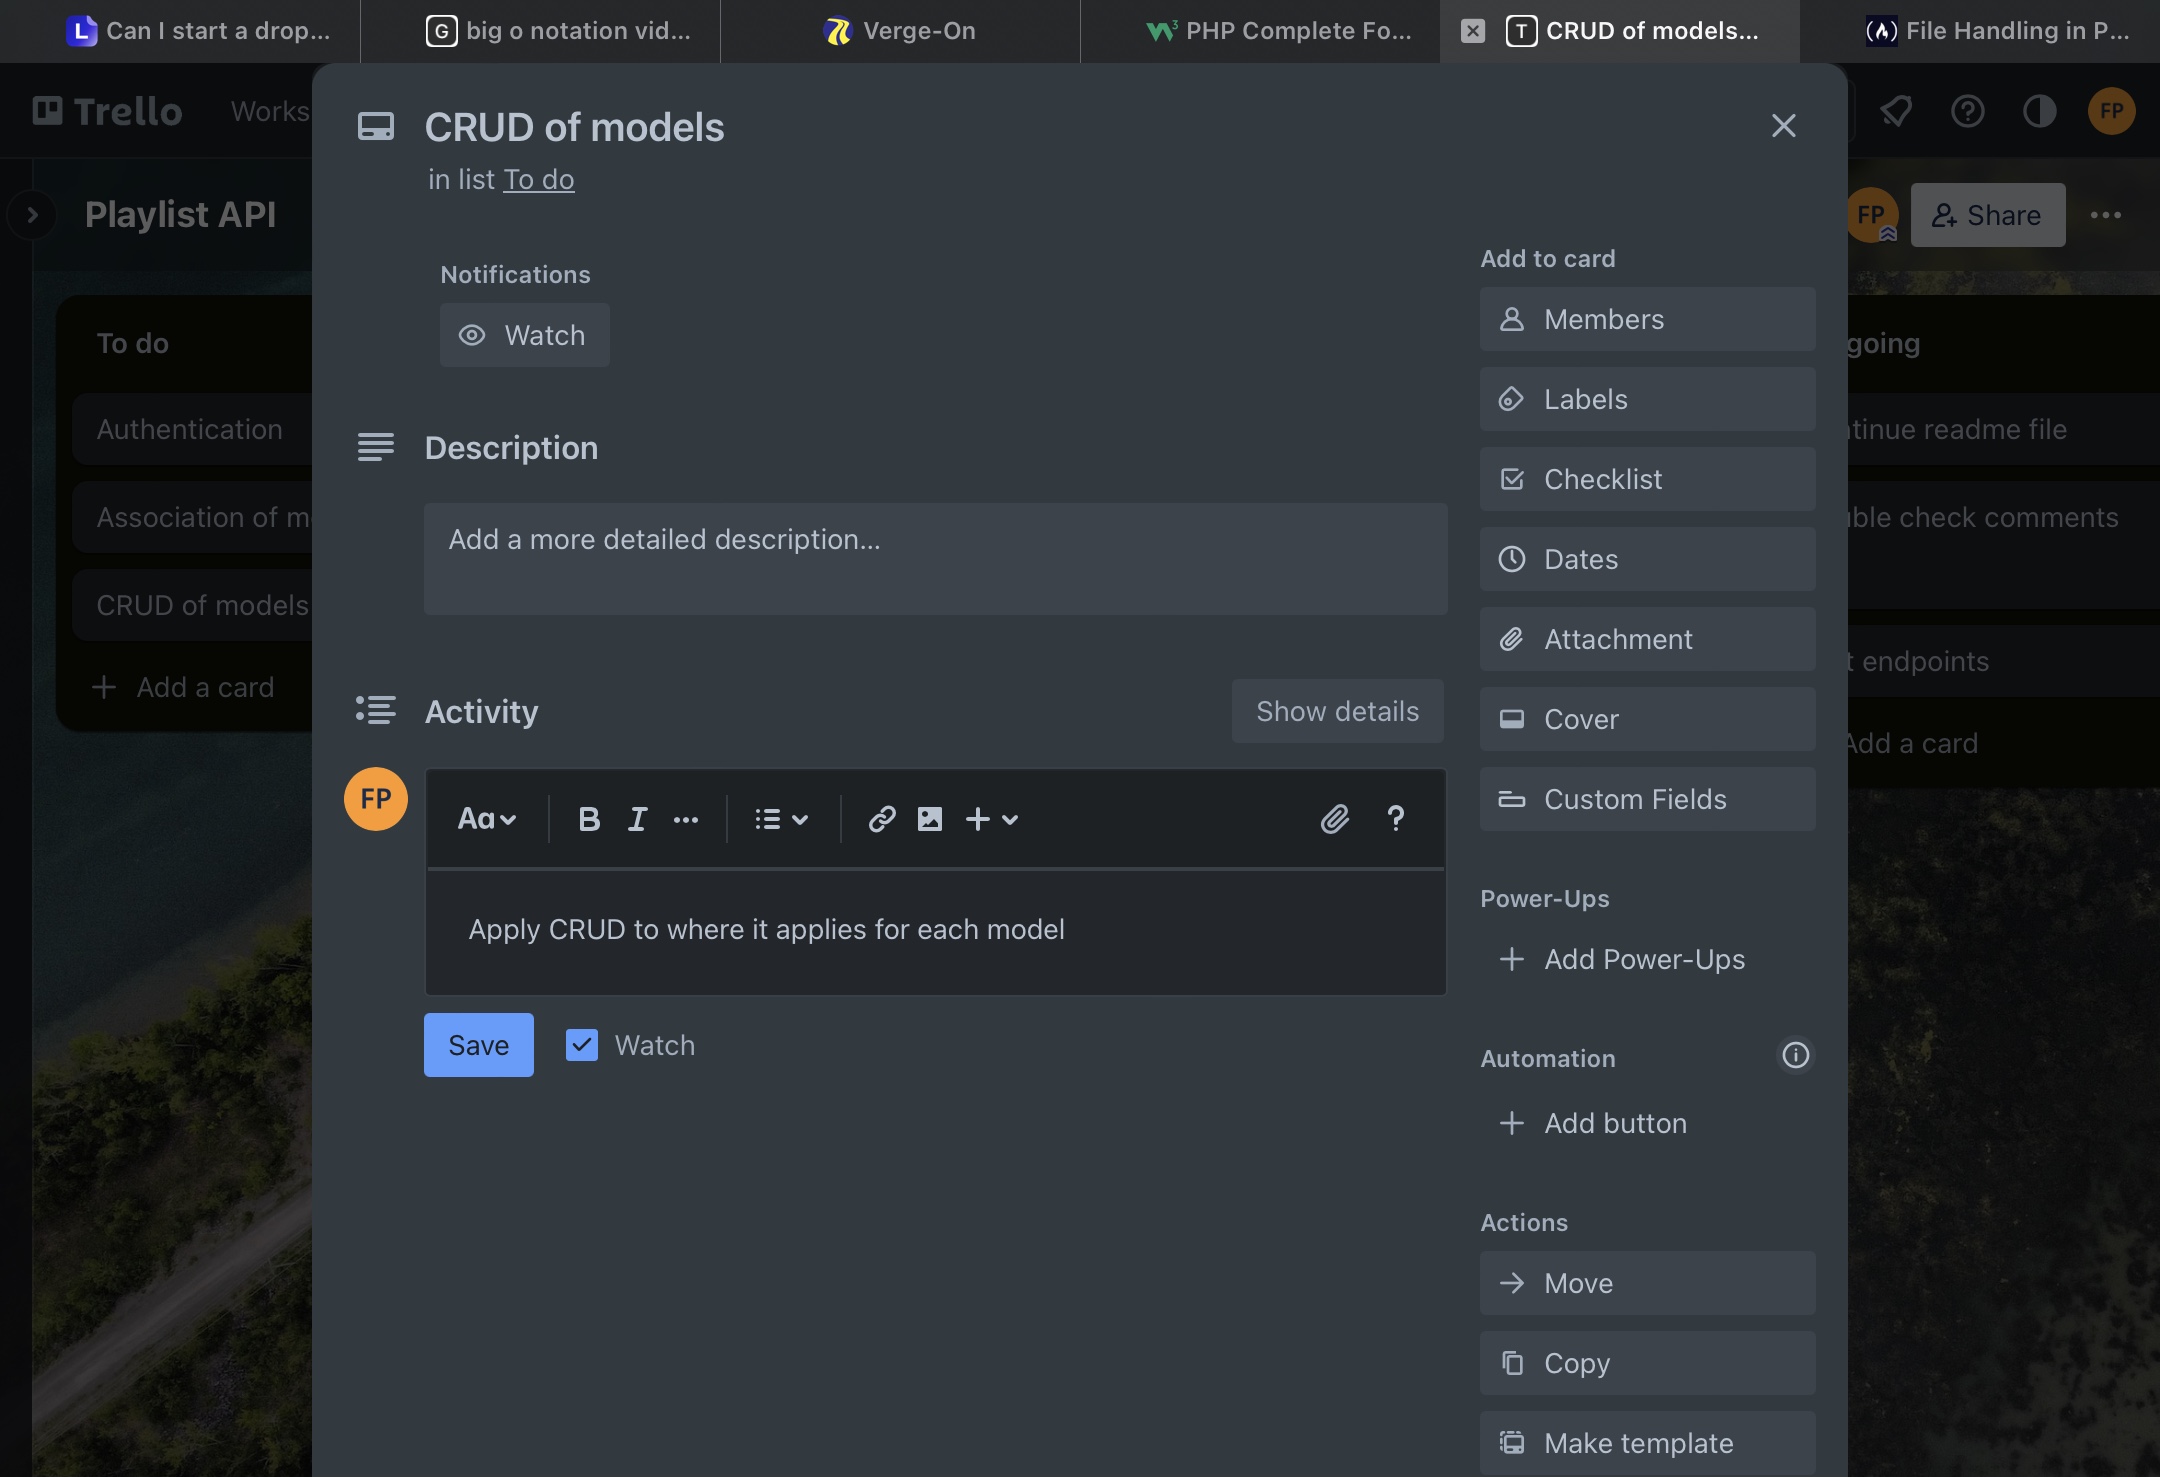 Can I start a drop...
G big o notation vid...
Verge-On
PHP Complete Fo...
T CRUD of models...
File Handling in P...
Trello
Works
FP
Playlist API
FP
Share
To do
Authentication
Association of m
CRUD of models
Add a card
CRUD of models
in list To do
Notifications
Watch
Description
Add a more detailed description...
Activity
Show details
FP
Aa
B I
?
Apply CRUD to where it applies for each model
Save
Watch
Add to card
Members
Labels
Checklist
Dates
Attachment
Cover
Custom Fields
Power-Ups
Add Power-Ups
Automation
Add button
Actions
Move
Copy
Make template
going
tinue readme file
ble check comments
t endpoints
Add a card